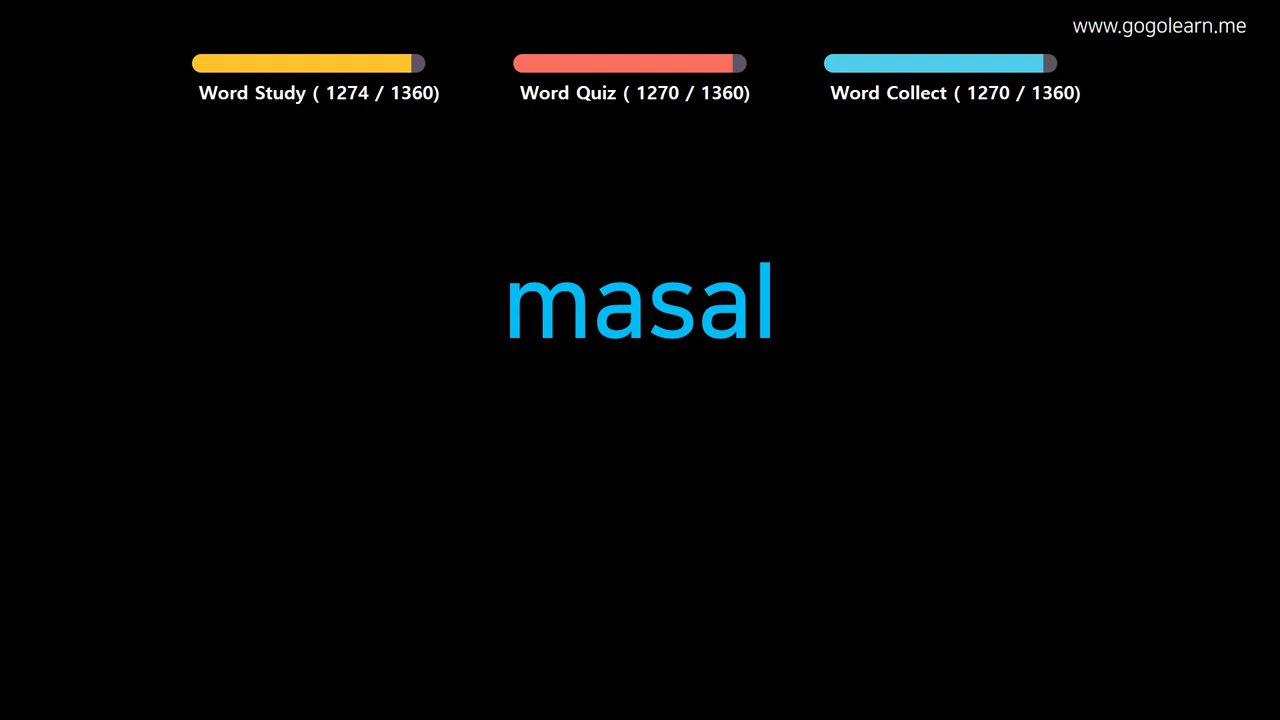 www.gogolearn.me
Word Study ( 1274 / 1360)
Word Quiz ( 1270 / 1360)
Word Collect ( 1270 / 1360)
masal